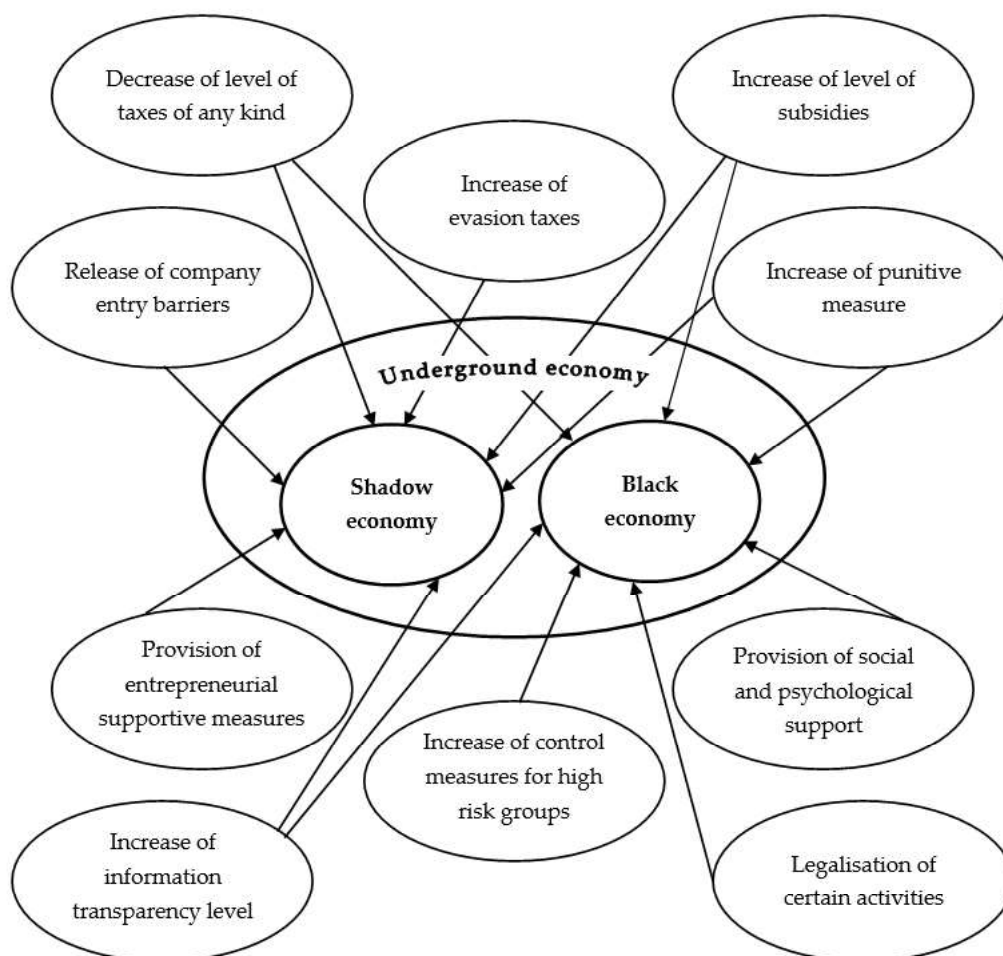 Decrease of level of
taxes of any kind
Increase of level of
subsidies
Increase of
evasion taxes
Release of company
entry barriers
Increase of punitive
measure
Underground economy
Shadow
economy
Black
economy
Provision of
entrepreneurial
supportive measures
Provision of social
and psychological
support
Increase of control
measures for high
risk groups
Increase of
information
transparency level
Legalisation of
certain activities